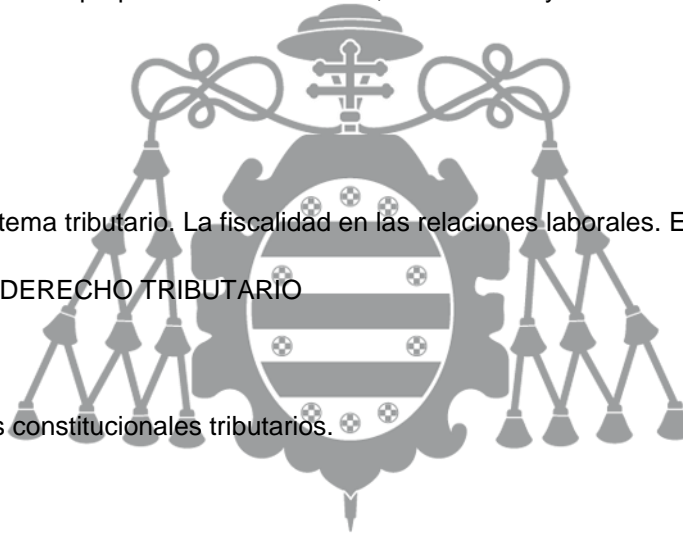 tema tributario. La fiscalidad en las relaciones laborales. E
DERECHO TRIBUTARIO
s constitucionales tributarios.